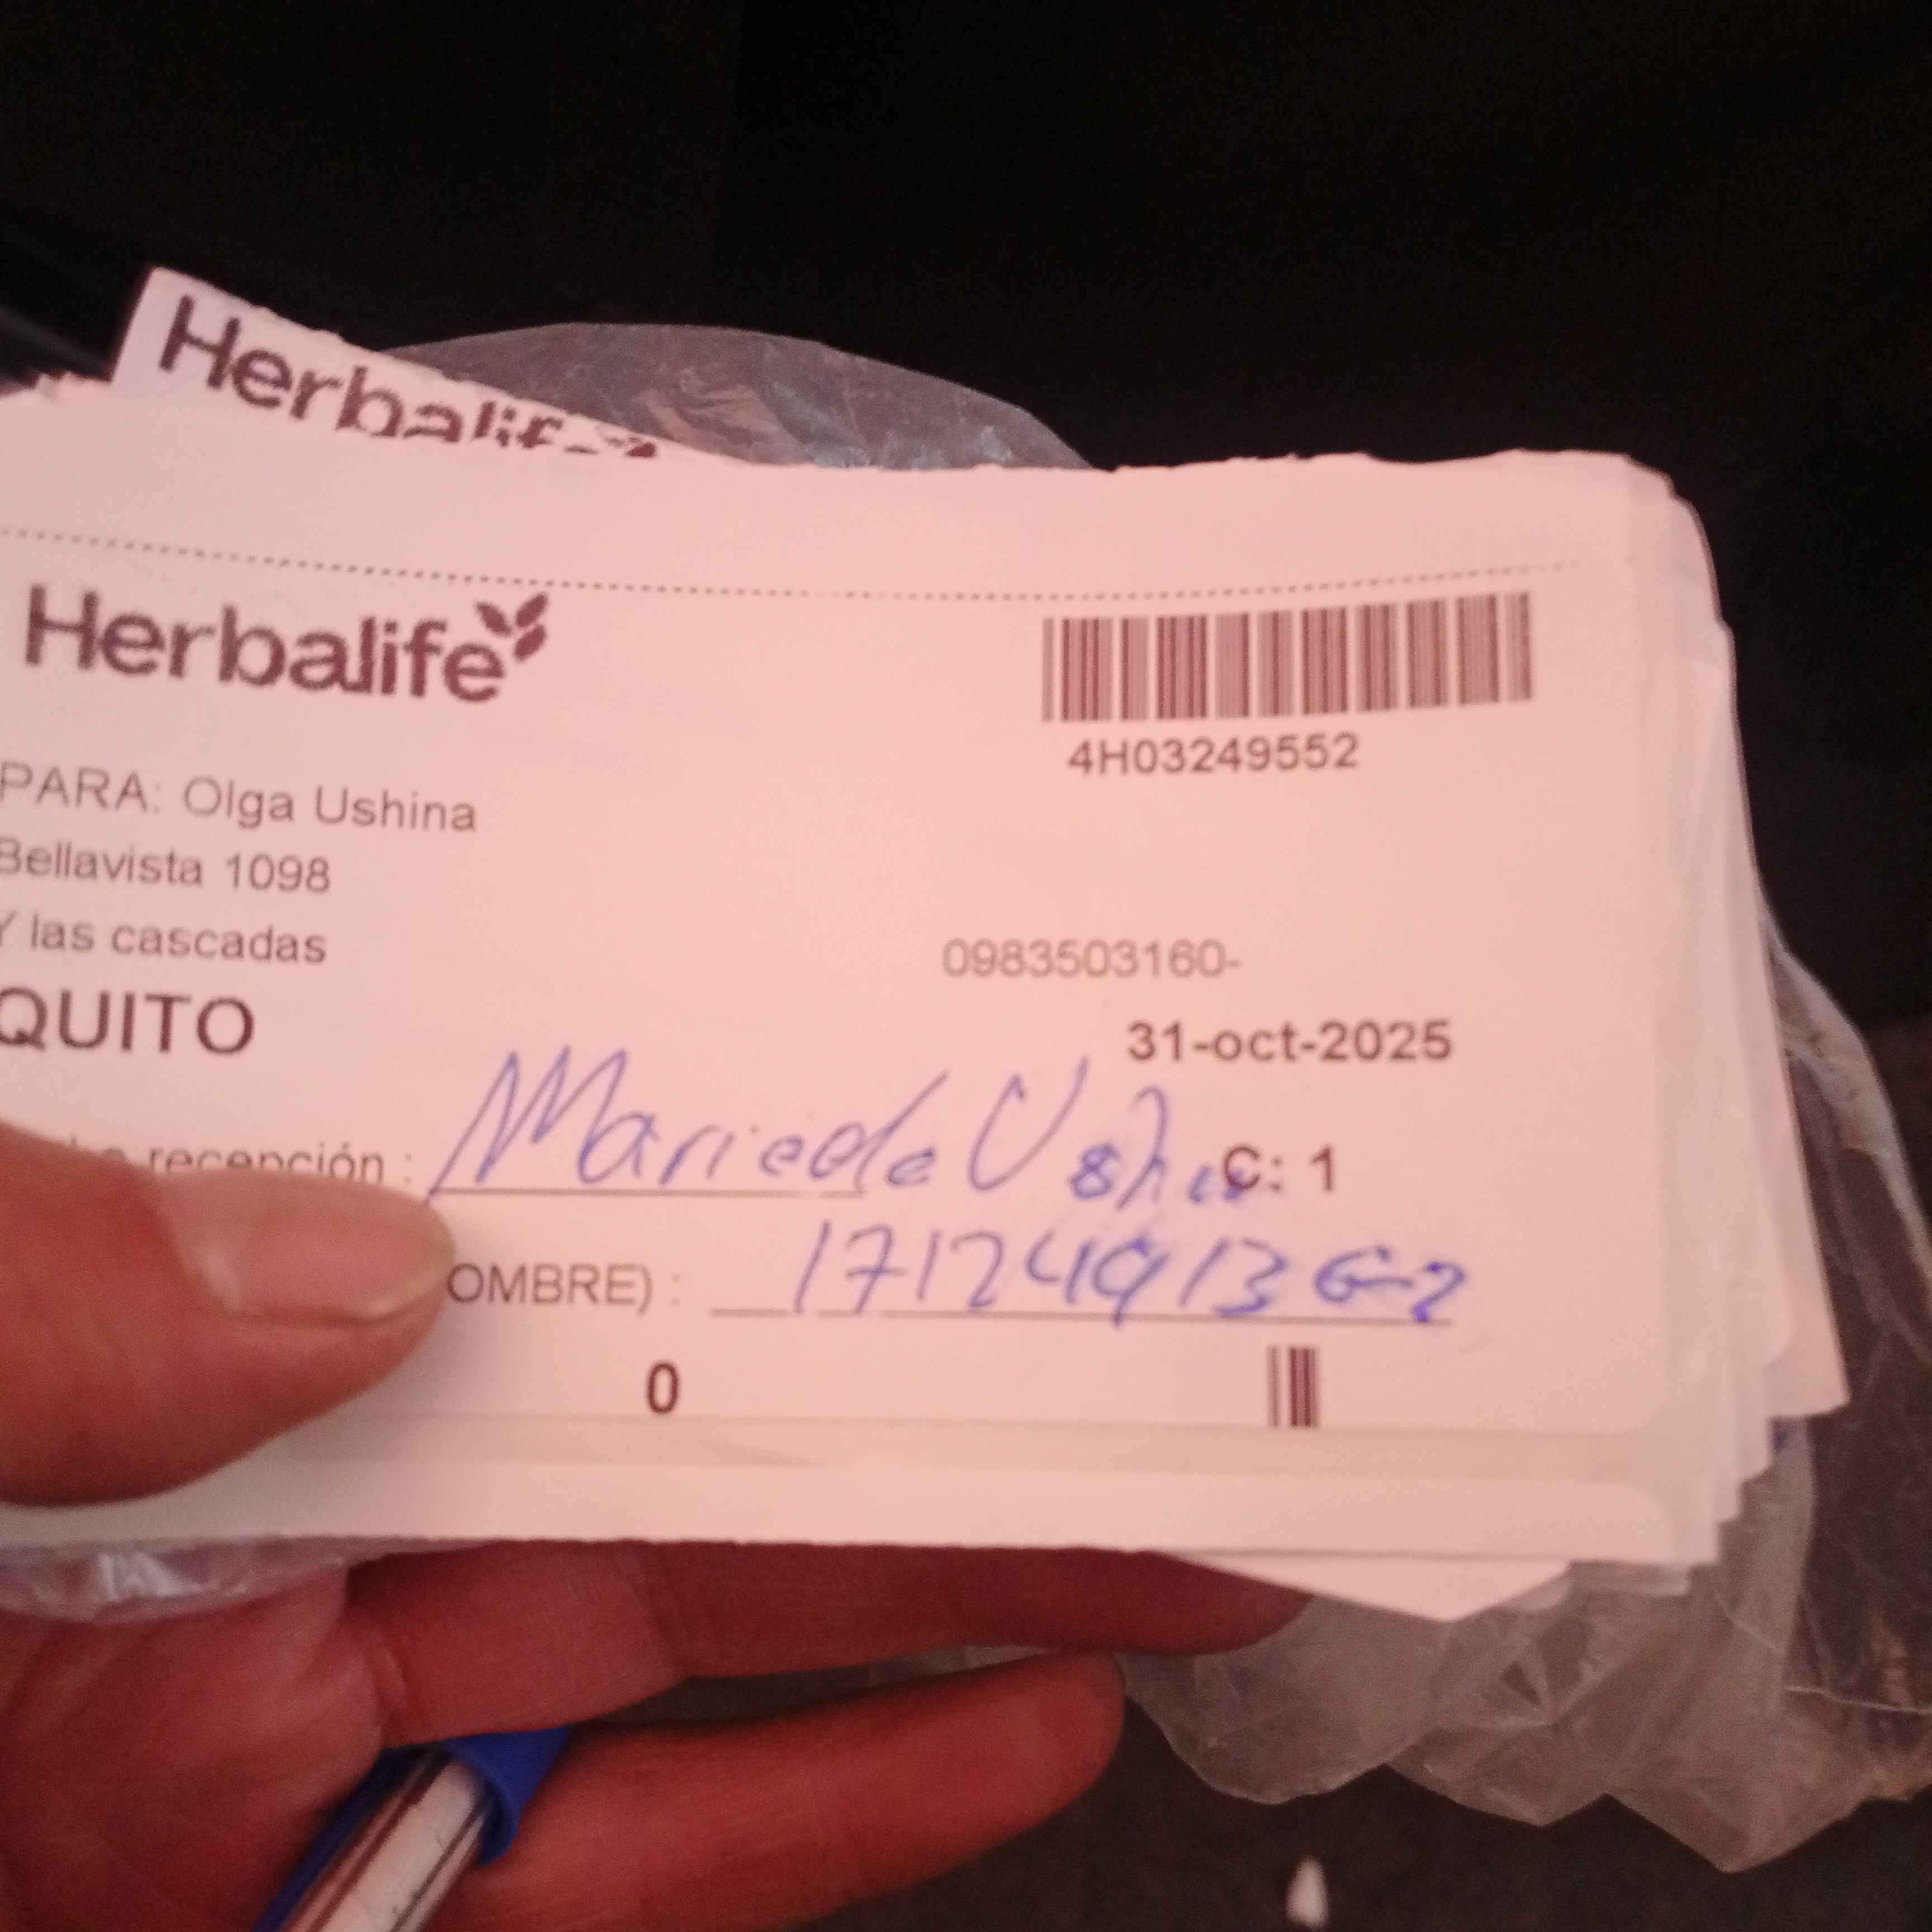 Herbalife
Herbalife
4H03249552
PARA: Olga Ushina
Bellavista 1098
Y las cascadas
0983503160-
QUITO
31-oct-2025
recepción :
C: 1
OMBRE) :
0